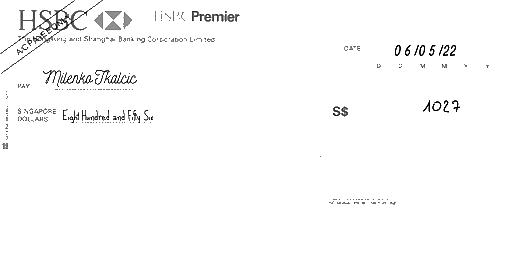 HSBC HSBC Premier
The Hongkong and Shanghai Banking Corporation Limited
A/C PAYEE ONLY
DATE 06/05/22
D D M M Y Y
PAY Milenko Tkalcic
SINGAPORE DOLLARS Eight Hundred and Fifty Six
S$ 1027